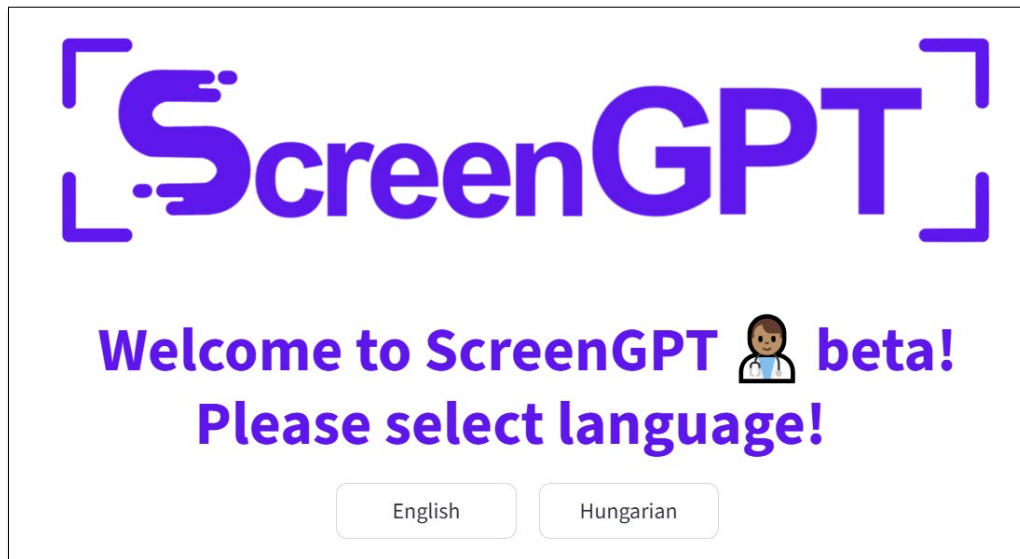 ScreenGPT
Welcome to ScreenGPT 🧑🏽‍⚕️ beta!
Please select language!
English
Hungarian